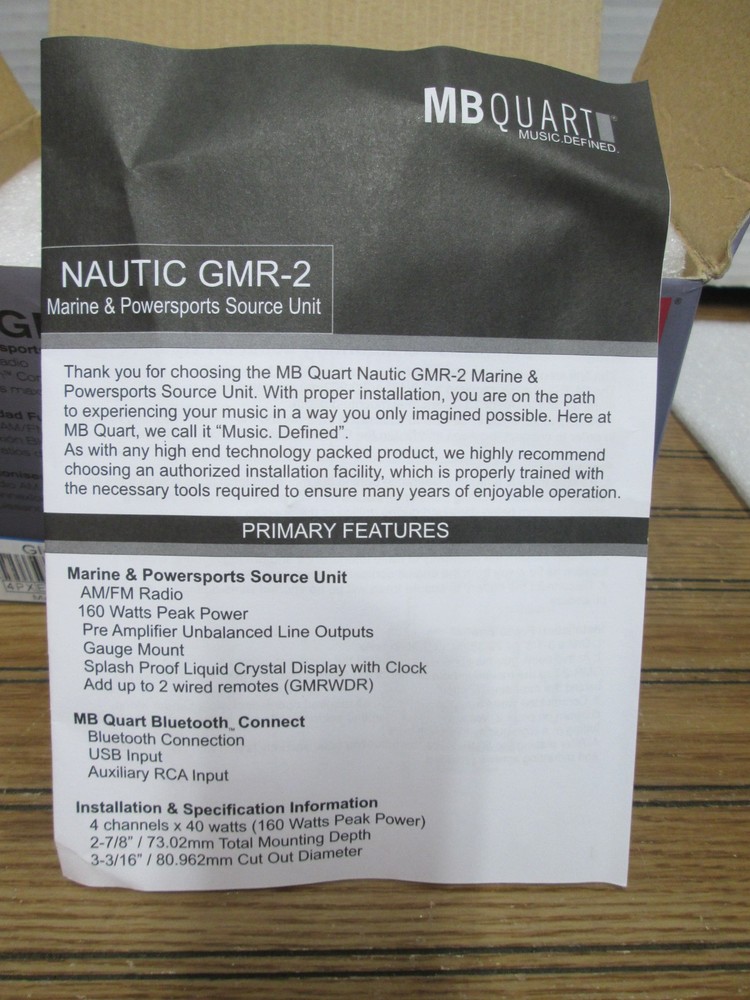 MB QUART®
MUSIC.DEFINED.
NAUTIC GMR-2
Marine & Powersports Source Unit
Thank you for choosing the MB Quart Nautic GMR-2 Marine &
Powersports Source Unit. With proper installation, you are on the path
to experiencing your music in a way you only imagined possible. Here at
MB Quart, we call it “Music. Defined”.
As with any high end technology packed product, we highly recommend
choosing an authorized installation facility, which is properly trained with
the necessary tools required to ensure many years of enjoyable operation.
PRIMARY FEATURES
Marine & Powersports Source Unit
AM/FM Radio
160 Watts Peak Power
Pre Amplifier Unbalanced Line Outputs
Gauge Mount
Splash Proof Liquid Crystal Display with Clock
Add up to 2 wired remotes (GMRWDR)
MB Quart Bluetooth™ Connect
Bluetooth Connection
USB Input
Auxiliary RCA Input
Installation & Specification Information
4 channels x 40 watts (160 Watts Peak Power)
2-7/8” / 73.02mm Total Mounting Depth
3-3/16” / 80.962mm Cut Out Diameter